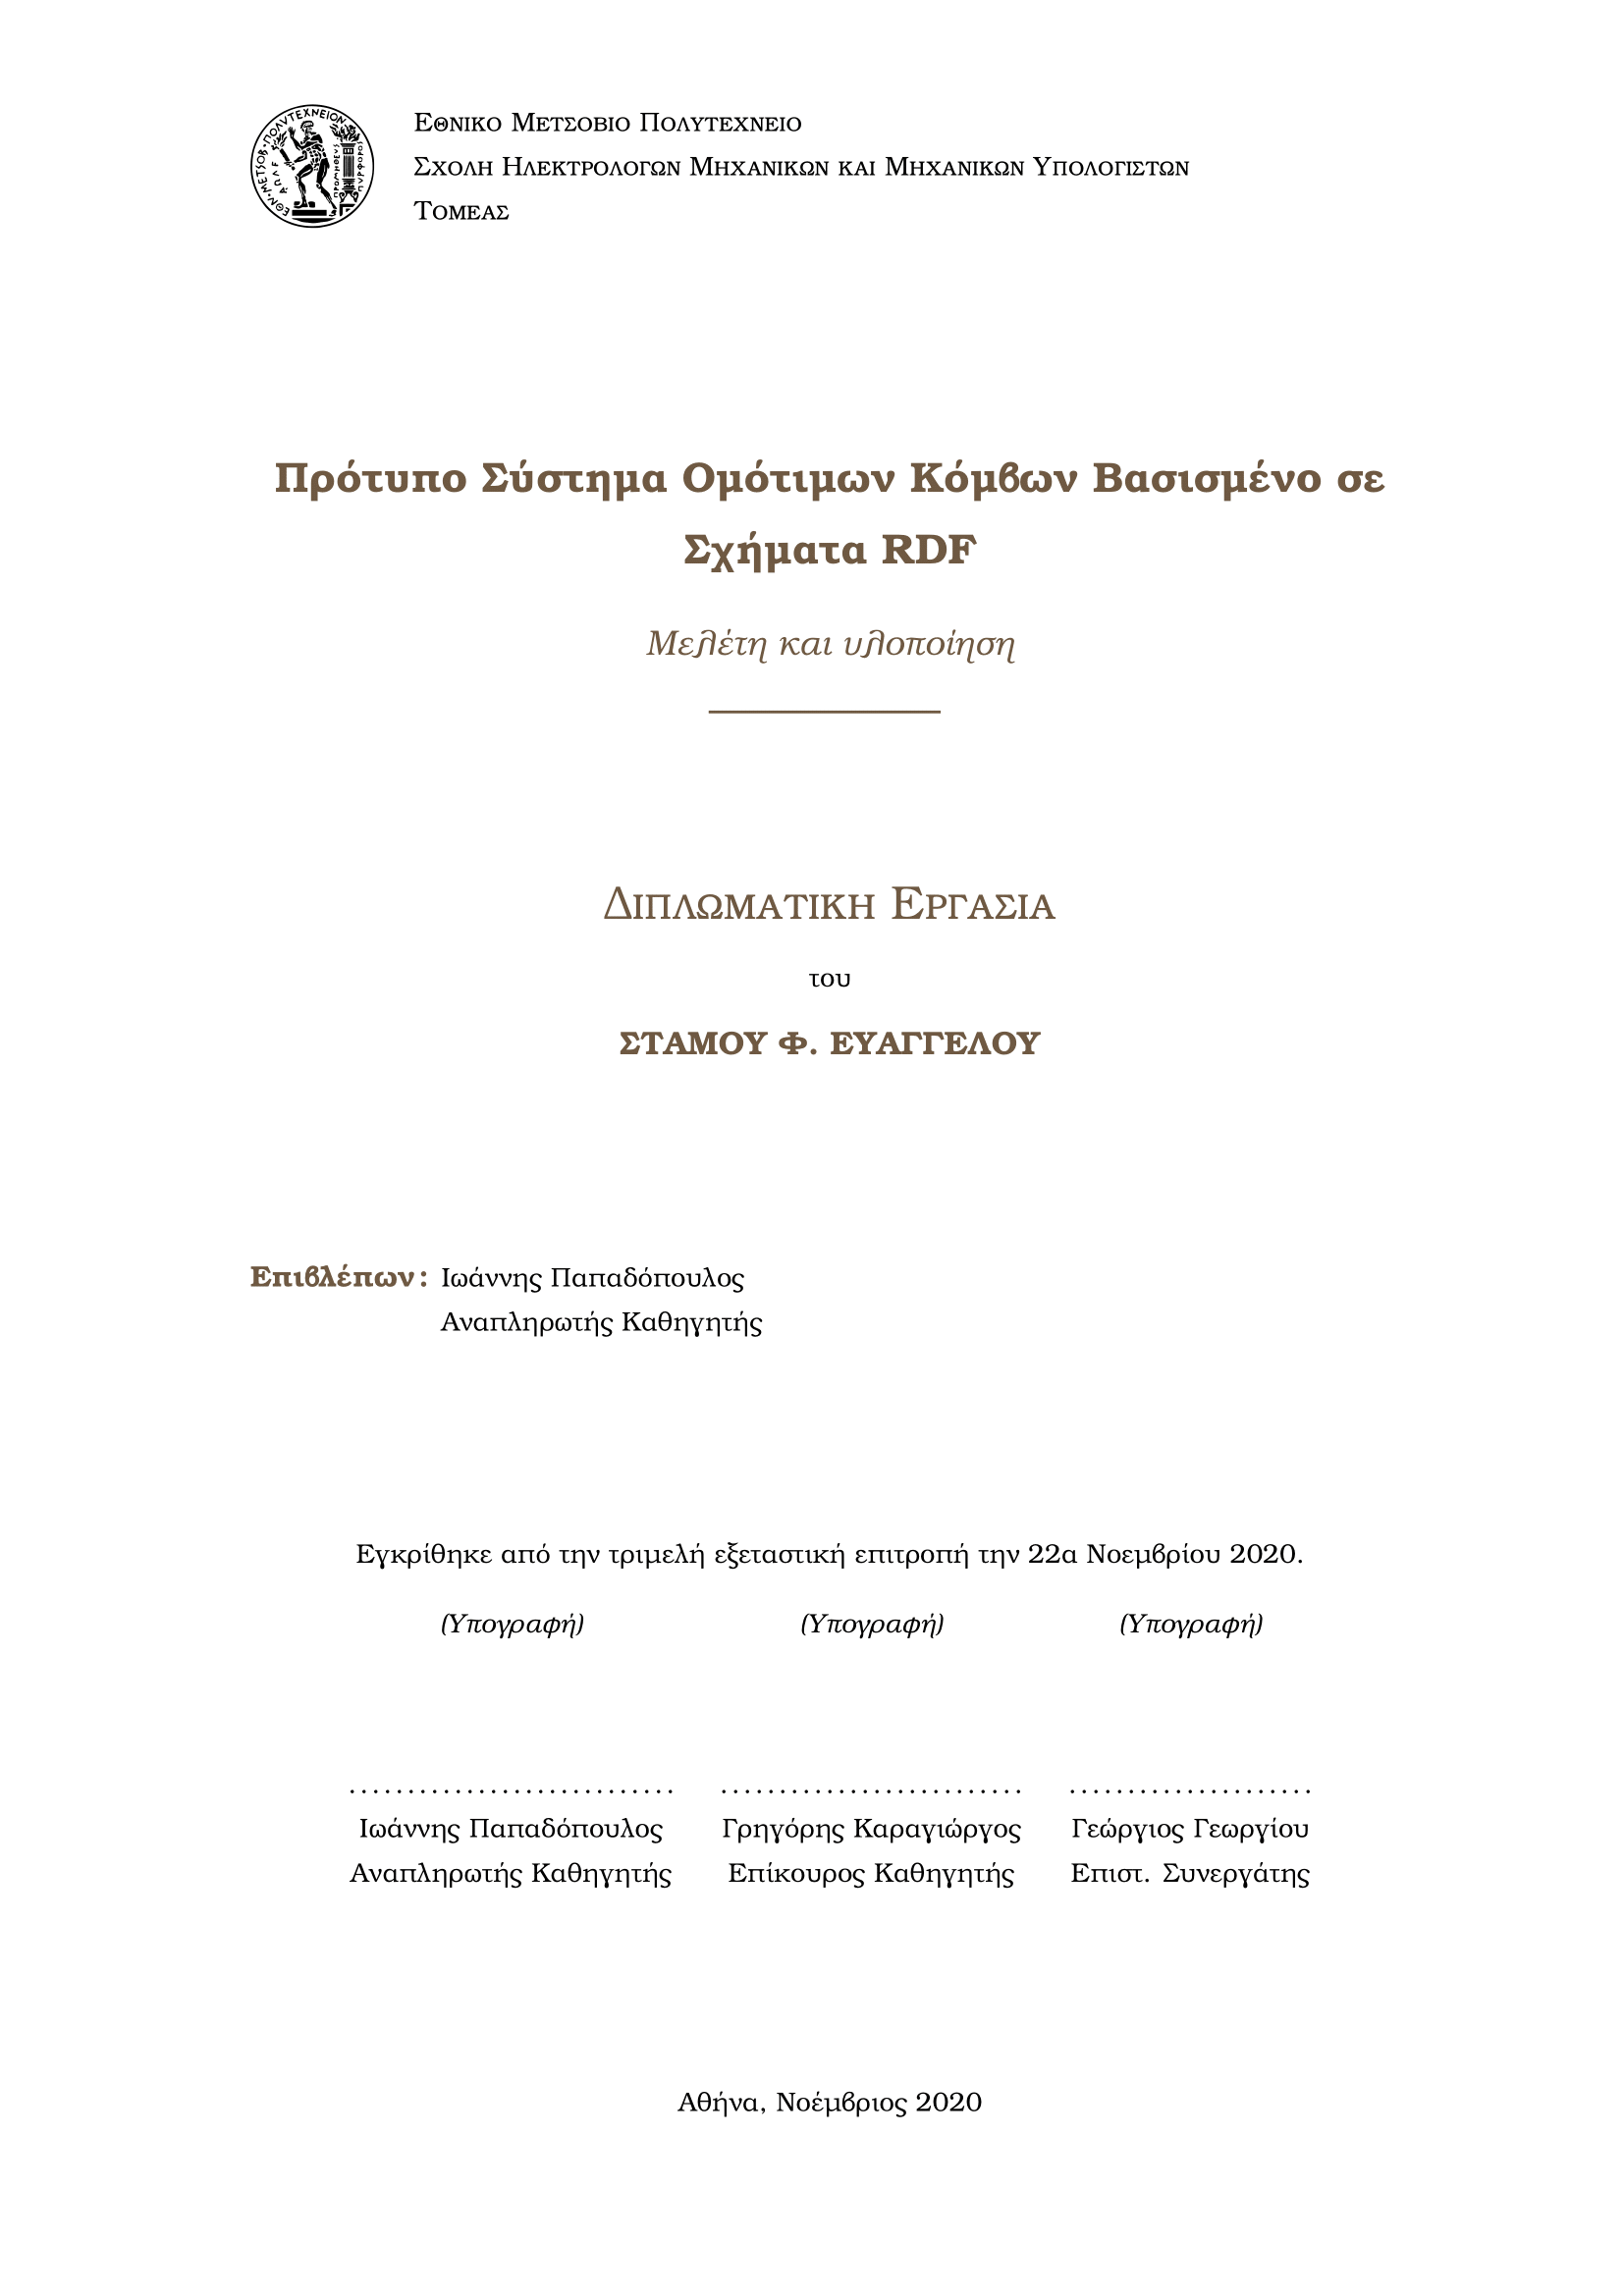 Εθνικο Μετσοβιο Πολυτεχνειο
Σχολη Ηλεκτρολογων Μηχανικων και Μηχανικων Υπολογιστων
Τομεας
Πρότυπο Σύστημα Ομότιμων Κόμβων Βασισμένο σε
Σχήματα RDF
Μελέτη και υλοποίηση
Διπλωματικη Εργασια
του
ΣΤΑΜΟΥ Φ. ΕΥΑΓΓΕΛΟΥ
Επιβλέπων: Ιωάννης Παπαδόπουλος
Αναπληρωτής Καθηγητής
Εγκρίθηκε από την τριμελή εξεταστική επιτροπή την 22α Νοεμβρίου 2020.
(Υπογραφή) (Υπογραφή) (Υπογραφή)
............................ .......................... .....................
Ιωάννης Παπαδόπουλος Γρηγόρης Καραγιώργος Γεώργιος Γεωργίου
Αναπληρωτής Καθηγητής Επίκουρος Καθηγητής Επιστ. Συνεργάτης
Αθήνα, Νοέμβριος 2020